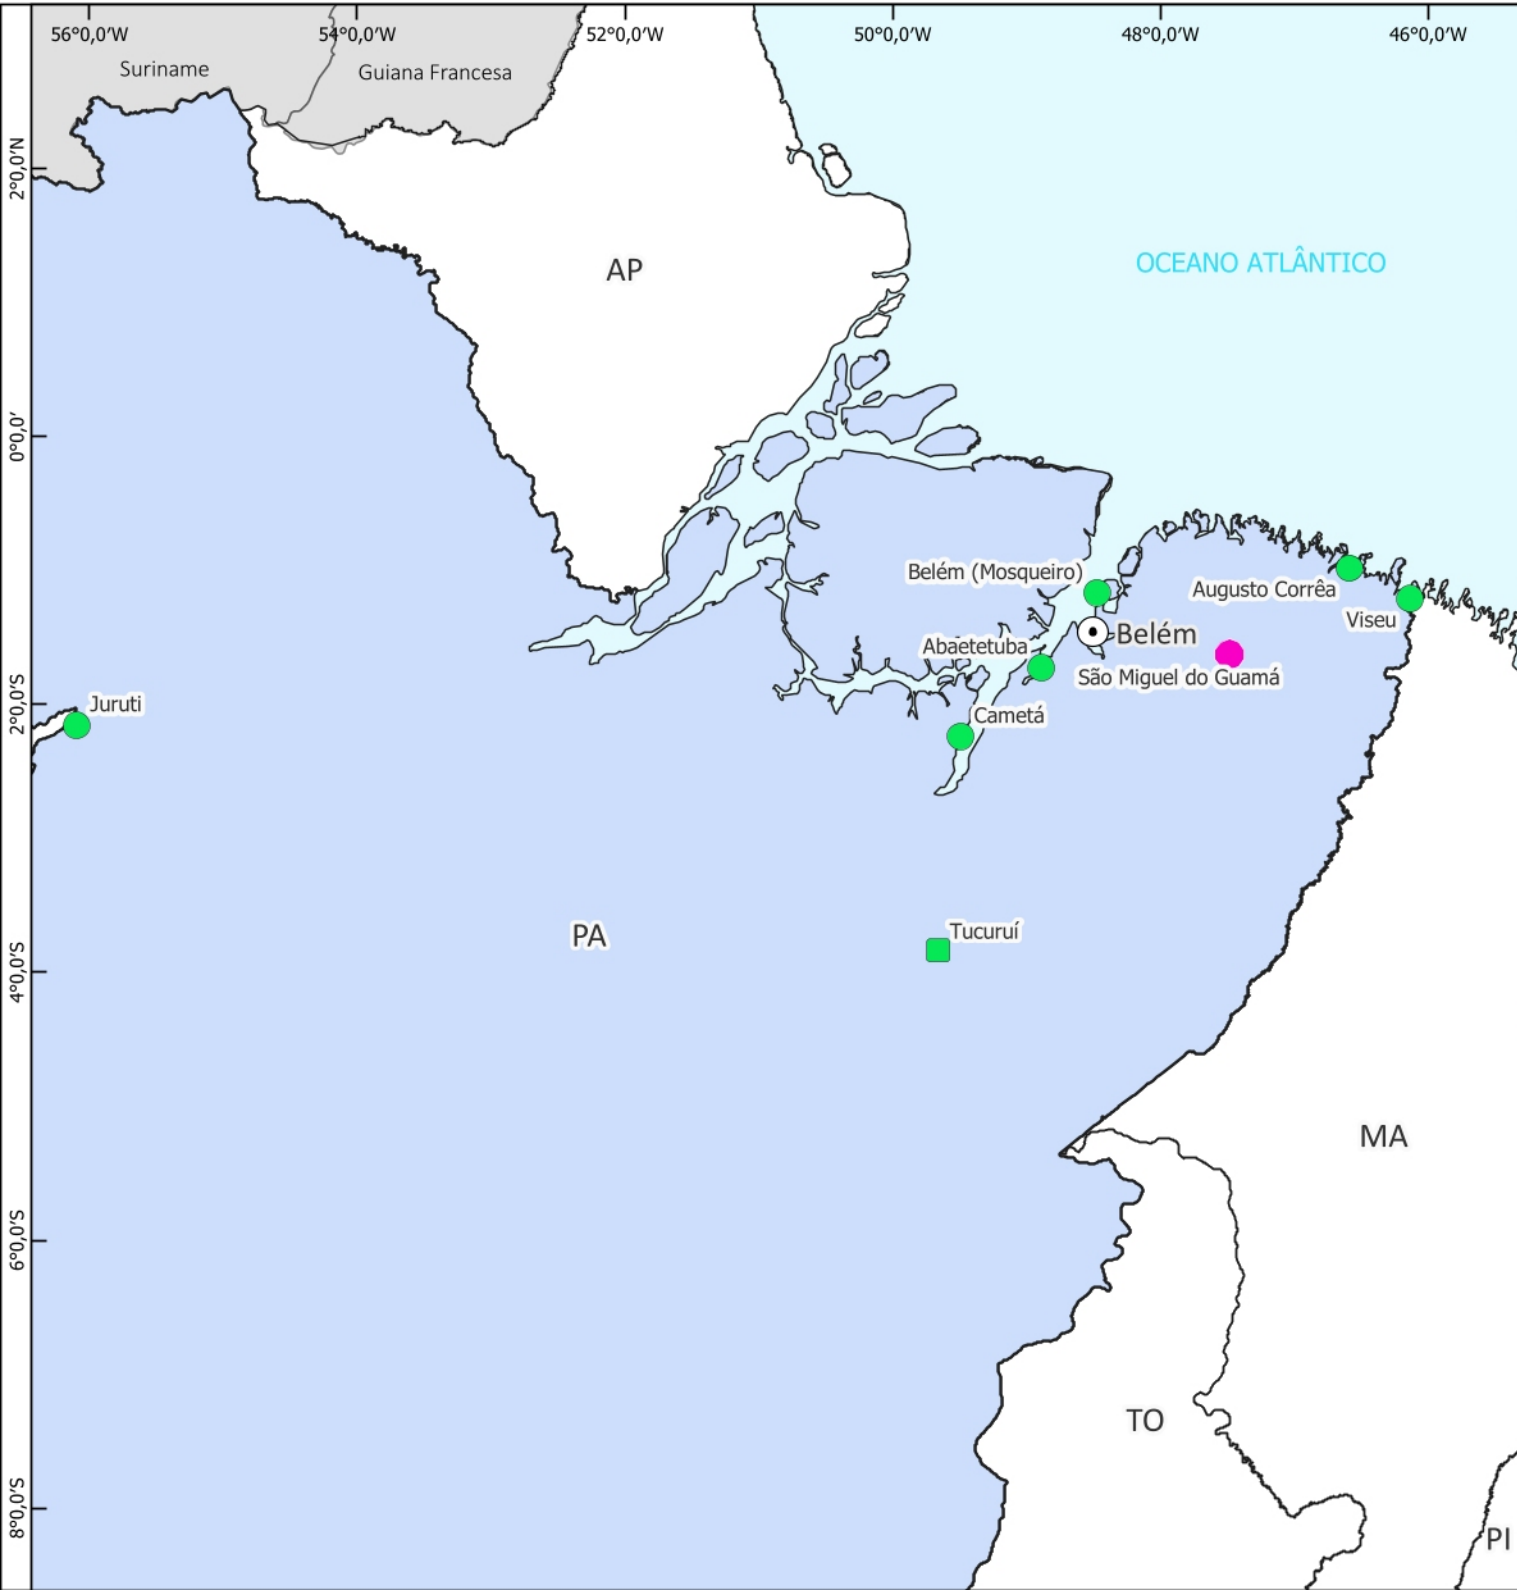 56°0,0'W
54°0,0'W
52°0,0'W
50°0,0'W
48°0,0'W
46°0,0'W
Suriname
Guiana Francesa
2°0,0'N
OCEANO ATLÂNTICO
AP
0°0,0'
Belém (Mosqueiro)
Augusto Corrêa
Viseu
Belém
Abaetetuba
São Miguel do Guamá
2°0,0'S
Juruti
Cametá
Tucuruí
PA
4°0,0'S
MA
6°0,0'S
TO
8°0,0'S
PI